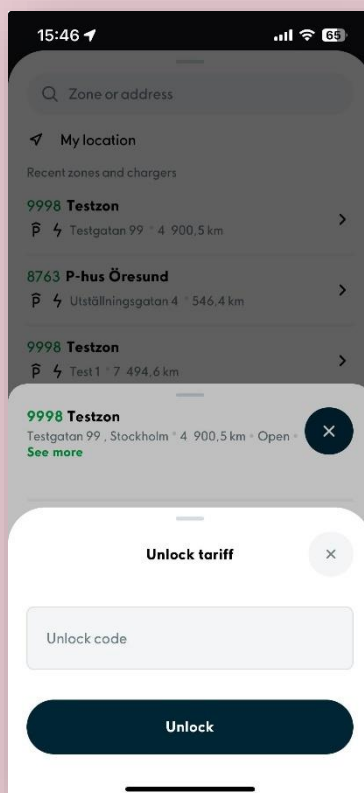 15:46
65
Zone or address
My location
Recent zones and chargers
9998 Testzon
Testgatan 99 • 4 900,5 km
8763 P-hus Öresund
Utställningsgatan 4 • 546,4 km
9998 Testzon
Test 1 • 7 494,6 km
9998 Testzon
Testgatan 99 , Stockholm • 4 900,5 km • Open •
See more
Unlock tariff
Unlock code
Unlock